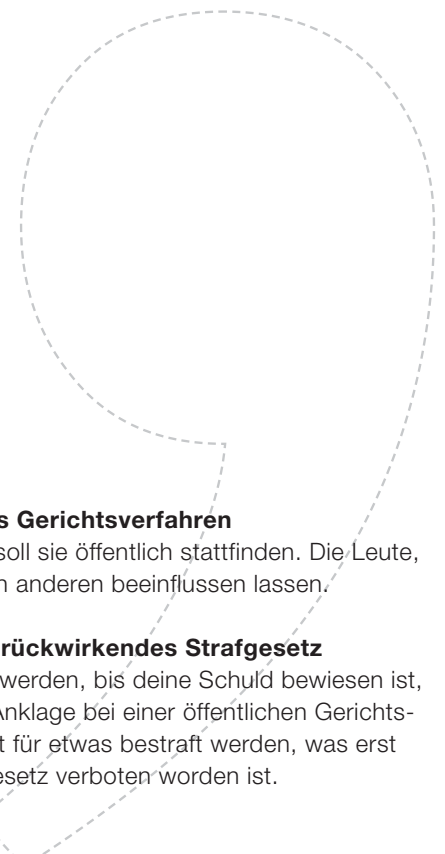 s Gerichtsverfahren
soll sie öffentlich stattfinden. Die Leute,
n anderen beeinflussen lassen.
rückwirkendes Strafgesetz
werden, bis deine Schuld bewiesen ist,
Anklage bei einer öffentlichen Gerichts-
t für etwas bestraft werden, was erst
esetz verboten worden ist.